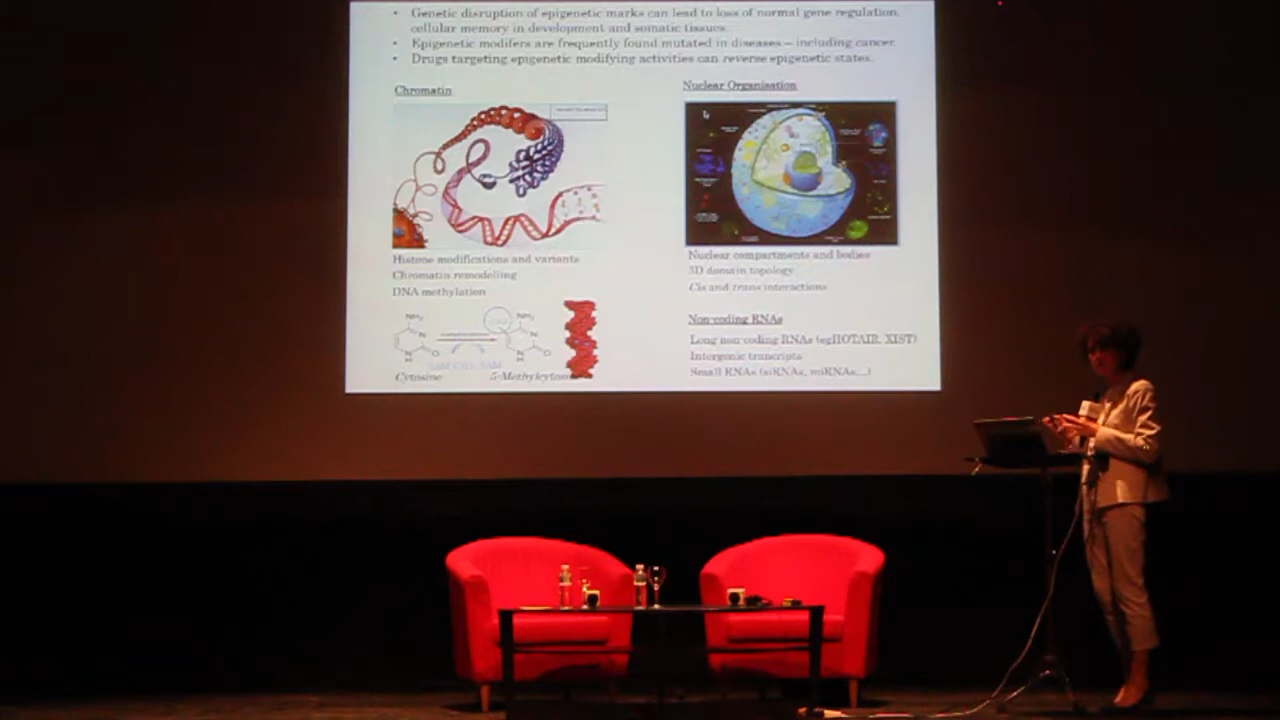 • Genetic disruption of epigenetic marks can lead to loss of normal gene regulation,
cellular memory in development and somatic tissues.
• Epigenetic modifers are frequently found mutated in diseases – including cancer
• Drugs targeting epigenetic modifying activities can reverse epigenetic states.
Chromatin
Nuclear Organisation
Histone modifications and variants
Chromatin remodelling
DNA methylation
Nuclear compartments and bodies
3D domain topology
Cis and trans interactions
NH₂
N
O
N
H
NH₂
N
O
N
H
Cytosine
Non-coding RNAs
Long non-coding RNAs (egHOTAIR, XIST)
Intergenic trancripts
Small RNAs (siRNAs, miRNAs,...)